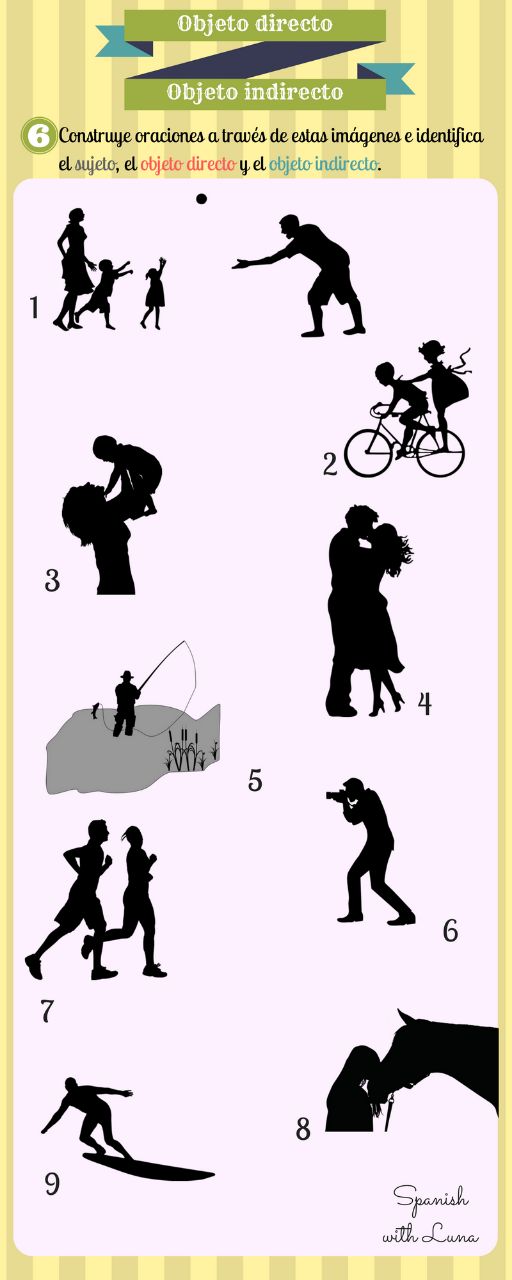 Objeto directo
Objeto indirecto
6 Construye oraciones a través de estas imágenes e identifica
el sujeto, el objeto directo y el objeto indirecto.
1
2
3
4
5
6
7
8
9
Spanish
with Luna